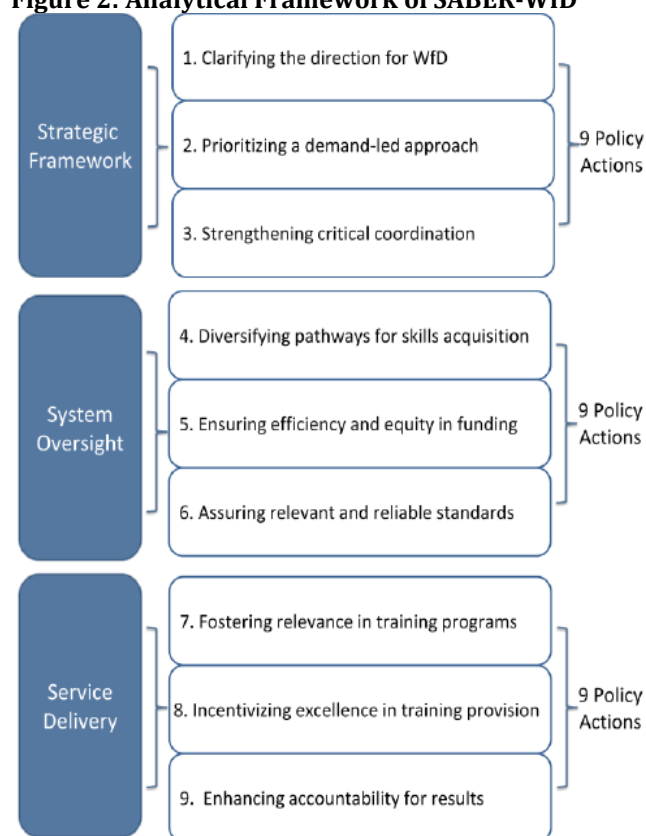 Figure 2: Analytical Framework of SABER-WfD
Strategic
Framework
1. Clarifying the direction for WfD
2. Prioritizing a demand-led approach
3. Strengthening critical coordination
9 Policy
Actions
System
Oversight
4. Diversifying pathways for skills acquisition
5. Ensuring efficiency and equity in funding
6. Assuring relevant and reliable standards
9 Policy
Actions
Service
Delivery
7. Fostering relevance in training programs
8. Incentivizing excellence in training provision
9. Enhancing accountability for results
9 Policy
Actions